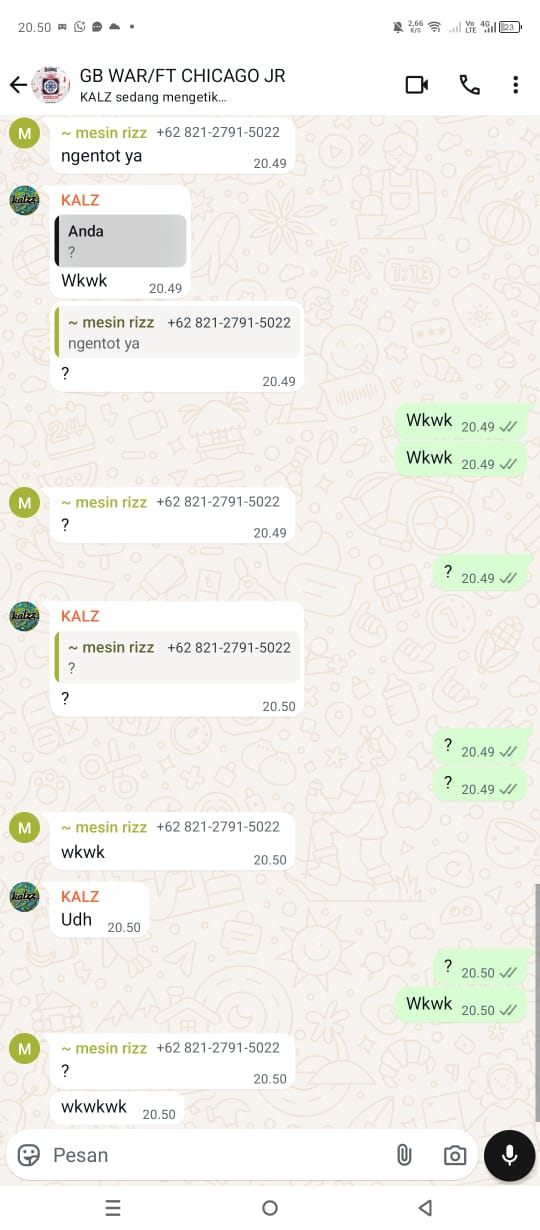 20.50
2,66 K/S
Vo LTE
4G
23
GB WAR/FT CHICAGO JR
KALZ sedang mengetik...
M
~ mesin rizz +62 821-2791-5022
ngentot ya
20.49
kalzz
KALZ
Anda
?
Wkwk
20.49
~ mesin rizz +62 821-2791-5022
ngentot ya
?
20.49
Wkwk 20.49
Wkwk 20.49
M
~ mesin rizz +62 821-2791-5022
?
20.49
? 20.49
kalzz
KALZ
~ mesin rizz +62 821-2791-5022
?
?
20.50
? 20.49
? 20.49
M
~ mesin rizz +62 821-2791-5022
wkwk
20.50
kalzz
KALZ
Udh 20.50
? 20.50
Wkwk 20.50
M
~ mesin rizz +62 821-2791-5022
?
20.50
wkwkwk 20.50
Pesan